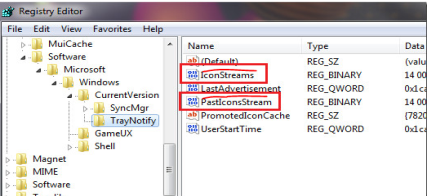 Registry Editor
File Edit View Favorites Help
MuiCache
Software
Microsoft
Windows
CurrentVersion
SyncMgr
TrayNotify
GameUX
Shell
Magnet
MIME
Software
Name Type Data
(Default) REG_SZ (valu
IconStreams REG_BINARY 14 00
LastAdvertisement REG_QWORD 0x1ca
PastIconsStream REG_BINARY 14 00
PromotedIconCache REG_SZ {7820
UserStartTime REG_QWORD 0x1ca